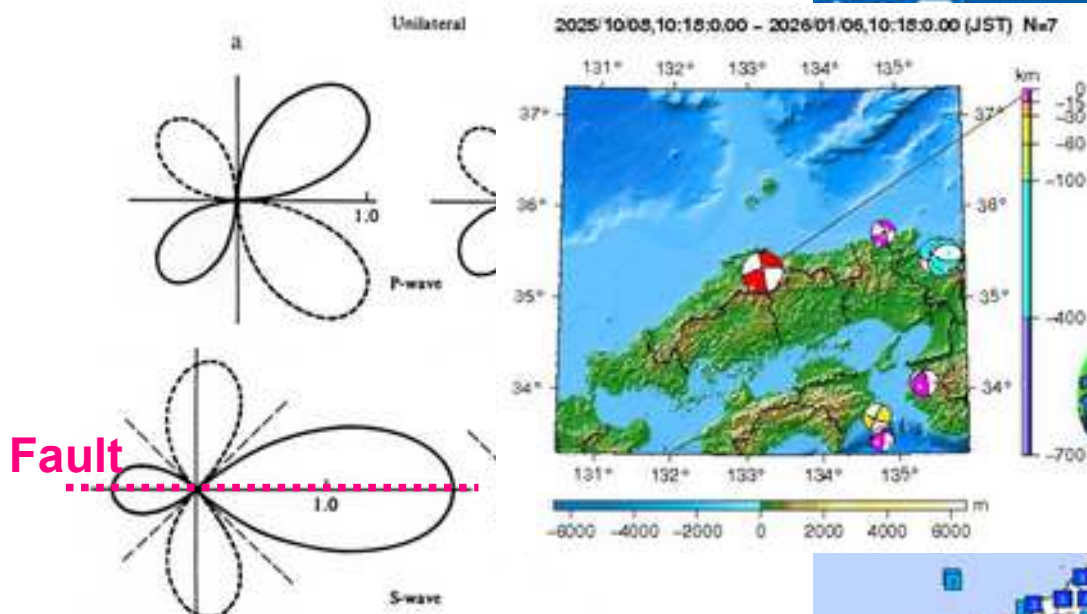 Unilateral
a
1.0
P-wave
Fault
1.0
S-wave
2025/10/08,10:18:0.00 - 2026/01/06,10:18:0.00 (JST) N=7
131° 132° 133° 134° 135°
37° 37°
36° 36°
35° 35°
34° 34°
131° 132° 133° 134° 135°
km
0
-10
-30
-60
-100
-400
-700
m
-6000 -4000 -2000 0 2000 4000 6000